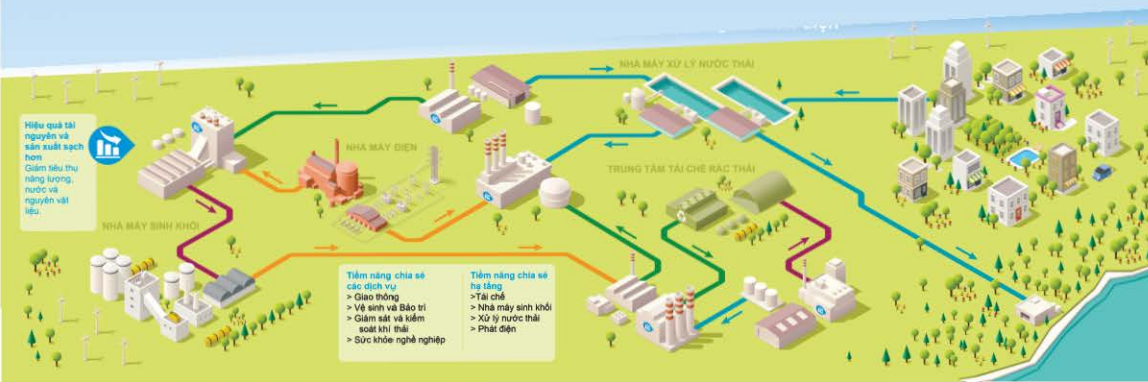 NHÀ MÁY XỬ LÝ NƯỚC THẢI
Hiệu quả tài
nguyên và
sản xuất sạch
hơn
Giảm tiêu thụ
năng lượng,
nước và
nguyên vật
liệu.
NHÀ MÁY ĐIỆN
TRUNG TÂM TÁI CHẾ RÁC THẢI
NHÀ MÁY SINH KHỐI
Tiềm năng chia sẻ
các dịch vụ
> Giao thông
> Vệ sinh và Bảo trì
> Giám sát và kiểm
soát khí thải
> Sức khỏe nghề nghiệp
Tiềm năng chia sẻ
hạ tầng
>Tái chế
> Nhà máy sinh khối
> Xử lý nước thải
> Phát điện